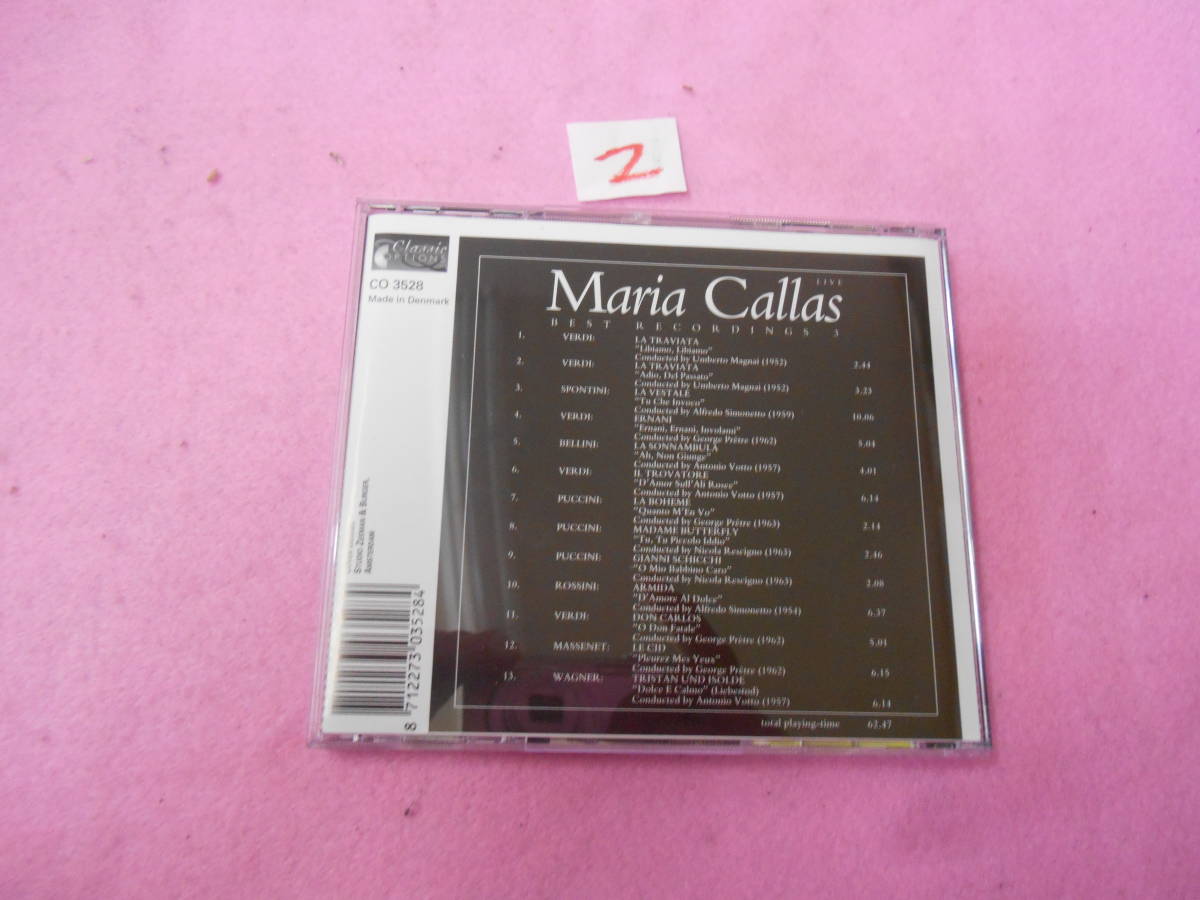 2
Classic
OPTIONS
CO 3528
Made in Denmark
STUDIO ZEEMAN & BUNGER,
AMSTERDAM
8 712273 035284
LIVE
Maria Callas
BEST RECORDINGS 3
1. VERDI: LA TRAVIATA
"Libiamo, Libiamo"
Conducted by Umberto Magnai (1952) 2.44
2. VERDI: LA TRAVIATA
"Adio, Del Passato"
Conducted by Umberto Magnai (1952) 3.23
3. SPONTINI: LA VESTALE
"Tu Che Invoco"
Conducted by Alfredo Simonetto (1959) 10.06
4. VERDI: ERNANI
"Ernani, Ernani, Involami"
Conducted by George Prêtre (1962) 5.04
5. BELLINI: LA SONNAMBULA
"Ah, Non Giunge"
Conducted by Antonio Votto (1957) 4.01
6. VERDI: IL TROVATORE
"D'Amor Sull'Ali Rosee"
Conducted by Antonio Votto (1957) 6.14
7. PUCCINI: LA BOHEME
"Quanto M'En Vo"
Conducted by George Prêtre (1963) 2.14
8. PUCCINI: MADAME BUTTERFLY
"Tu, Tu Piccolo Iddio"
Conducted by Nicola Rescigno (1963) 2.46
9. PUCCINI: GIANNI SCHICCHI
"O Mio Babbino Caro"
Conducted by Nicola Rescigno (1963) 2.08
10. ROSSINI: ARMIDA
"D'Amore Al Dolce"
Conducted by Alfredo Simonetto (1954) 6.37
11. VERDI: DON CARLOS
"O Don Fatale"
Conducted by George Prêtre (1962) 5.01
12. MASSENET: LE CID
"Pleurez Mes Yeux"
Conducted by George Prêtre (1962) 6.15
13. WAGNER: TRISTAN UND ISOLDE
"Dolce E Calmo" (Liebestod)
Conducted by Antonio Votto (1957) 6.14
total playing-time 62.47